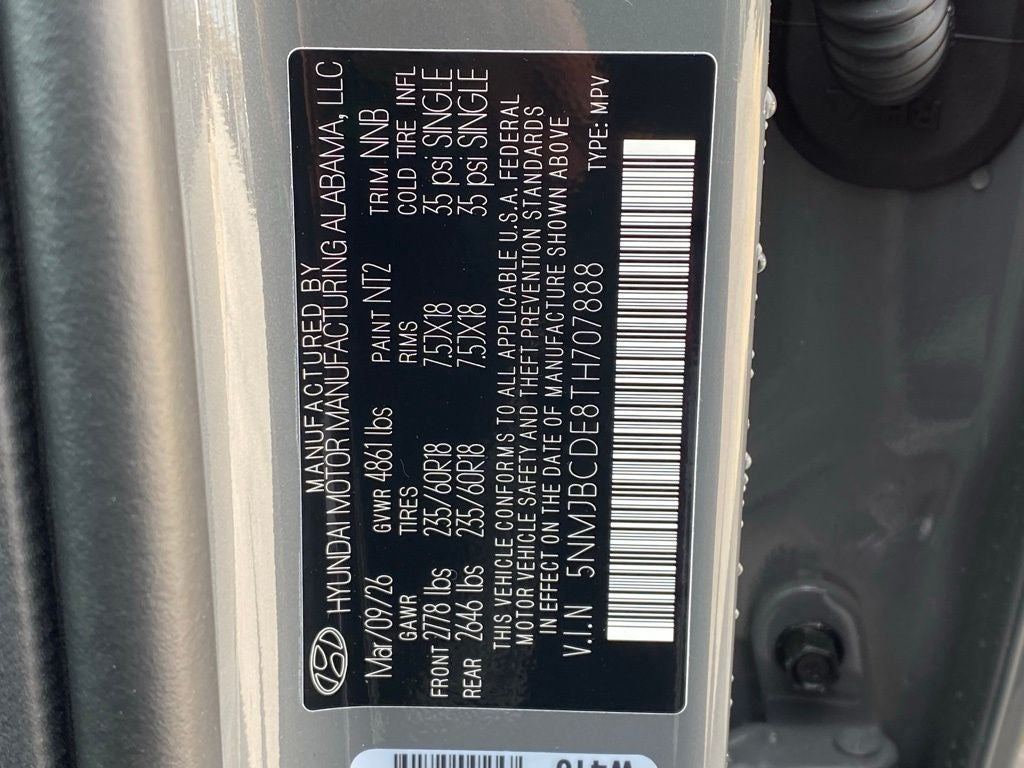 MANUFACTURED BY
HYUNDAI MOTOR MANUFACTURING ALABAMA, LLC
Mar/09/26 GVWR 4861 lbs PAINT NT2 TRIM NNB
GAWR TIRES RIMS COLD TIRE INFL
FRONT 2778 lbs 235/60R18 7.5JX18 35 psi SINGLE
REAR 2646 lbs 235/60R18 7.5JX18 35 psi SINGLE
THIS VEHICLE CONFORMS TO ALL APPLICABLE U.S.A. FEDERAL
MOTOR VEHICLE SAFETY AND THEFT PREVENTION STANDARDS
IN EFFECT ON THE DATE OF MANUFACTURE SHOWN ABOVE
V.I.N 5NMJBCDE8TH707888 TYPE: MPV